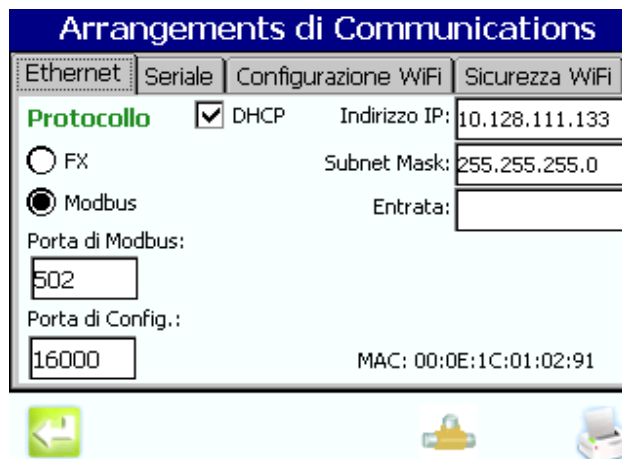 Arrangements di Communications
Ethernet Seriale Configurazione WiFi Sicurezza WiFi
Protocollo DHCP Indirizzo IP: 10.128.111.133
FX Subnet Mask: 255.255.255.0
Modbus Entrata:
Porta di Modbus:
502
Porta di Config.:
16000 MAC: 00:0E:1C:01:02:91